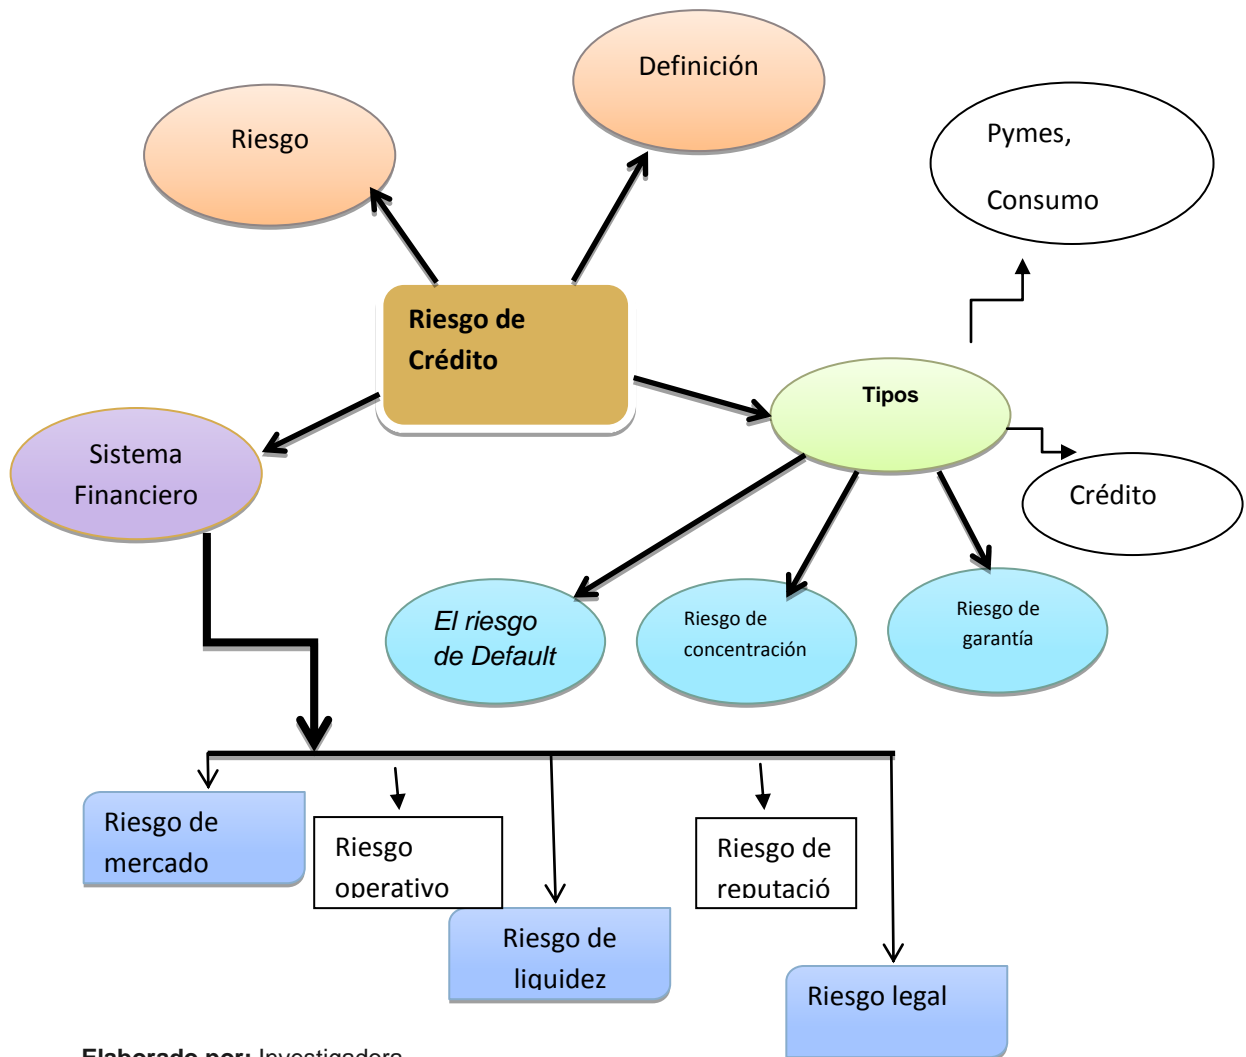 Definición
Riesgo
Pymes,
Consumo
Riesgo de
Crédito
Tipos
Sistema
Financiero
Crédito
El riesgo
de Default
Riesgo de
concentración
Riesgo de
garantía
Riesgo de
mercado
Riesgo
operativo
Riesgo de
reputació
Riesgo de
liquidez
Riesgo legal
Elaborado por: Investigadora